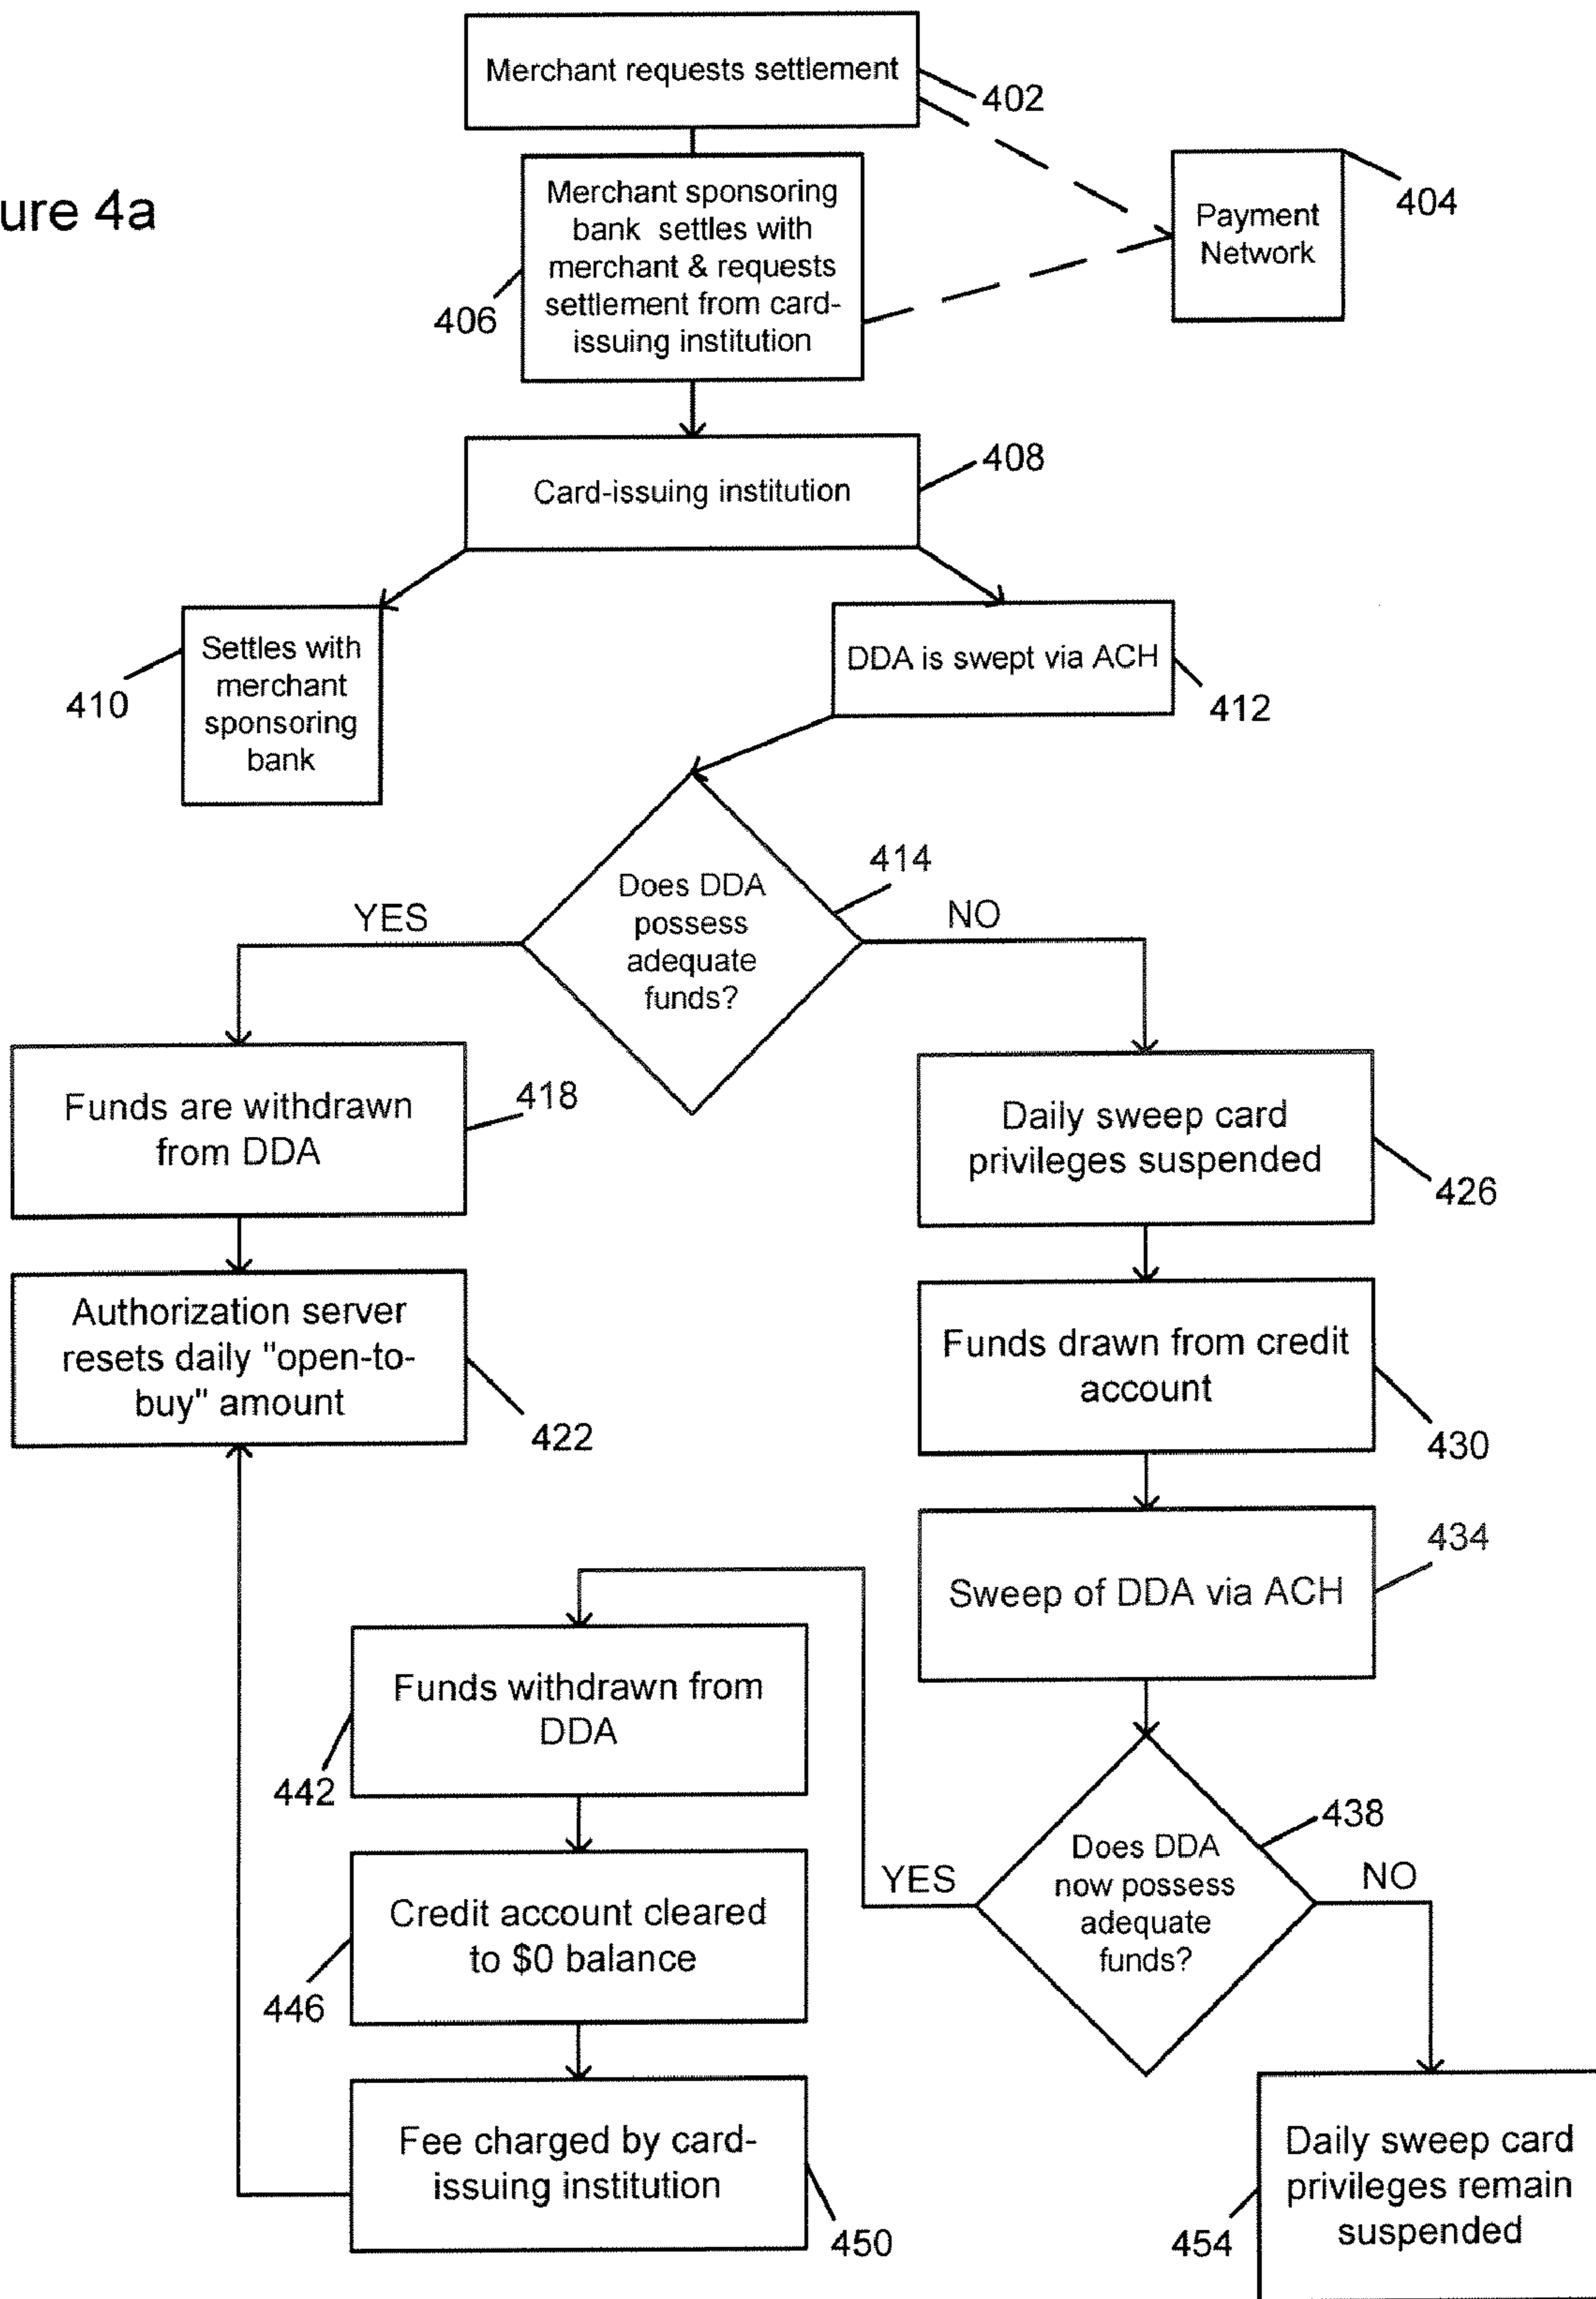 Merchant requests settlement
402
ure 4a
Merchant sponsoring
bank settles with
merchant & requests
settlement from card-
issuing institution
406
Payment
Network
404
Card-issuing institution
408
Settles with
merchant
sponsoring
bank
410
DDA is swept via ACH
412
Does DDA
possess
adequate
funds?
414
YES
NO
Funds are withdrawn
from DDA
418
Daily sweep card
privileges suspended
426
Authorization server
resets daily "open-to-
buy" amount
422
Funds drawn from credit
account
430
Sweep of DDA via ACH
434
Funds withdrawn from
DDA
442
Does DDA
now possess
adequate
funds?
438
YES
NO
Credit account cleared
to $0 balance
446
Fee charged by card-
issuing institution
450
Daily sweep card
privileges remain
suspended
454